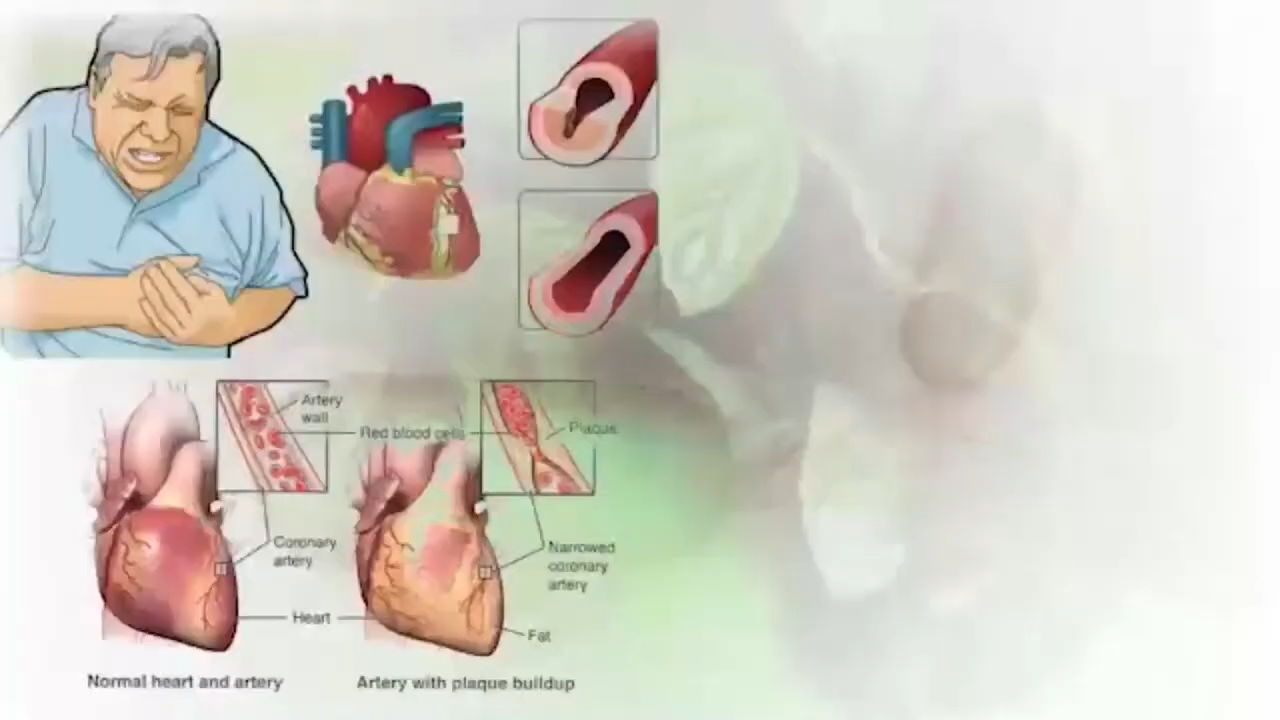 Artery
wall
Red blood cells
Plaque
Coronary
artery
Narrowed
coronary
artery
Heart
Fat
Normal heart and artery
Artery with plaque buildup